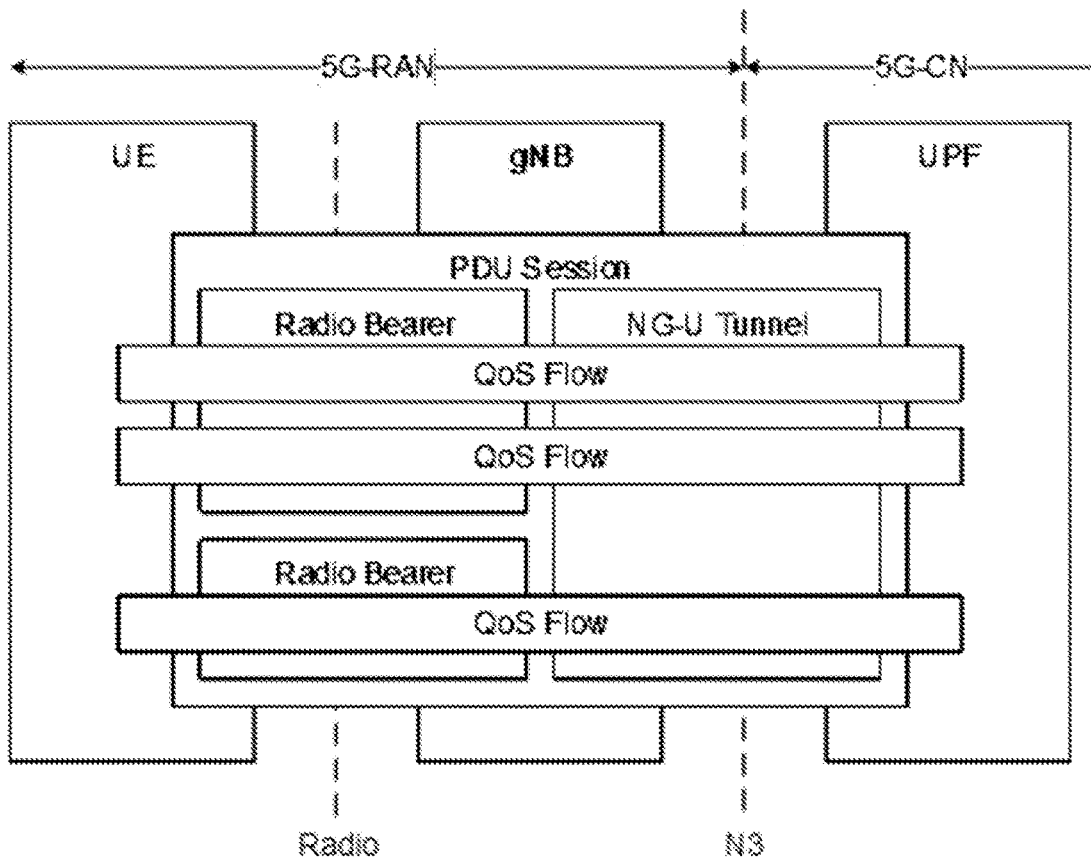 5G-RAN 5G-CN
UE gNB UPF
PDU Session
Radio Bearer NG-U Tunnel
QoS Flow
QoS Flow
Radio Bearer
QoS Flow
Radio N3